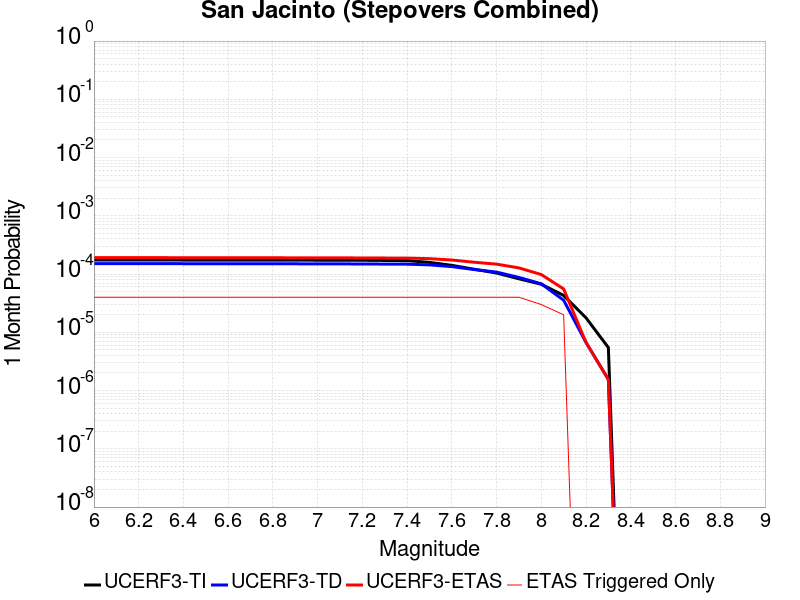 San Jacinto (Stepovers Combined)
10^0
10^-1
10^-2
10^-3
10^-4
10^-5
10^-6
10^-7
10^-8
1 Month Probability
6 6.2 6.4 6.6 6.8 7 7.2 7.4 7.6 7.8 8 8.2 8.4 8.6 8.8 9
Magnitude
UCERF3-TI UCERF3-TD UCERF3-ETAS ETAS Triggered Only